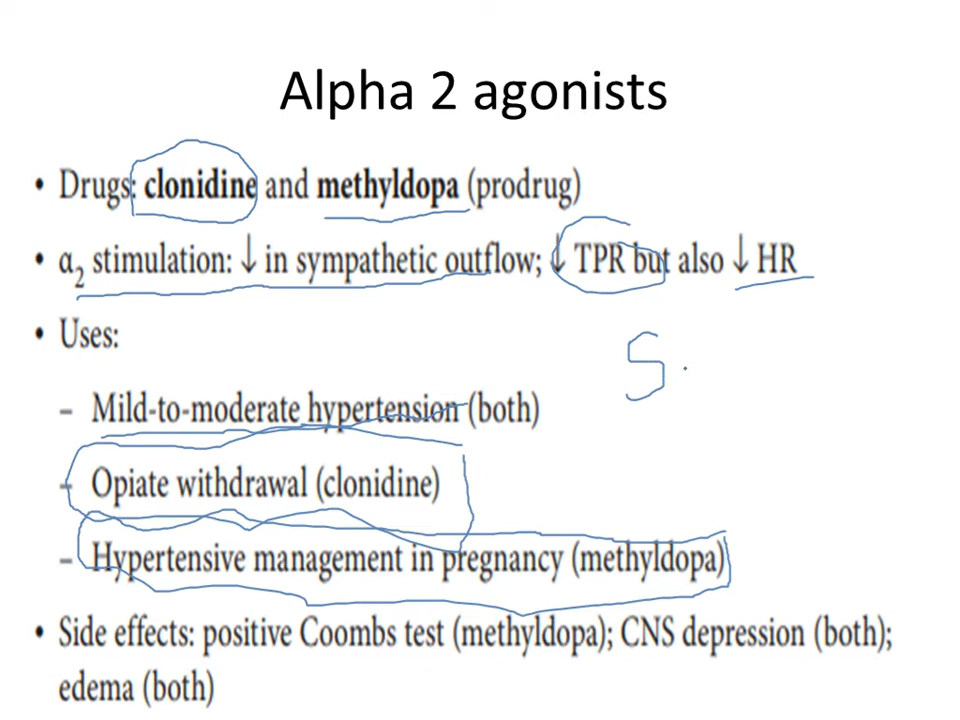 Alpha 2 agonists
• Drugs: clonidine and methyldopa (prodrug)
• α₂ stimulation: ↓ in sympathetic outflow; ↓ TPR but also ↓ HR
• Uses:
5.
– Mild-to-moderate hypertension (both)
– Opiate withdrawal (clonidine)
– Hypertensive management in pregnancy (methyldopa)
• Side effects: positive Coombs test (methyldopa); CNS depression (both);
edema (both)